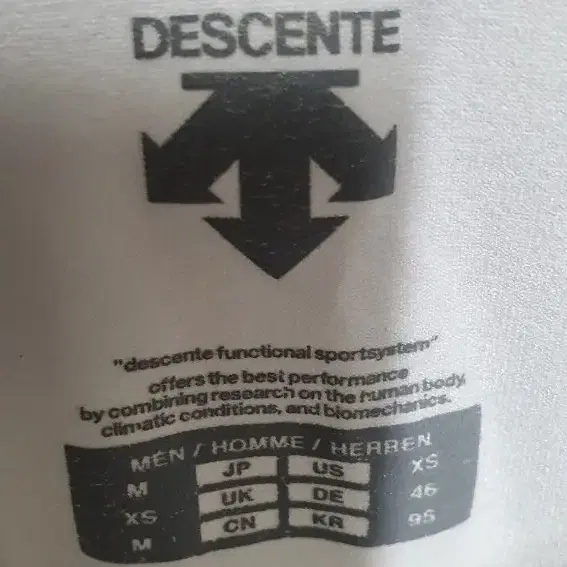 DESCENTE
"descente functional sportsystem"
offers the best performance
by combining research on the human body,
climatic conditions, and biomechanics.
MEN / HOMME / HERREN
M JP US XS
XS UK DE 46
M CN KR 95